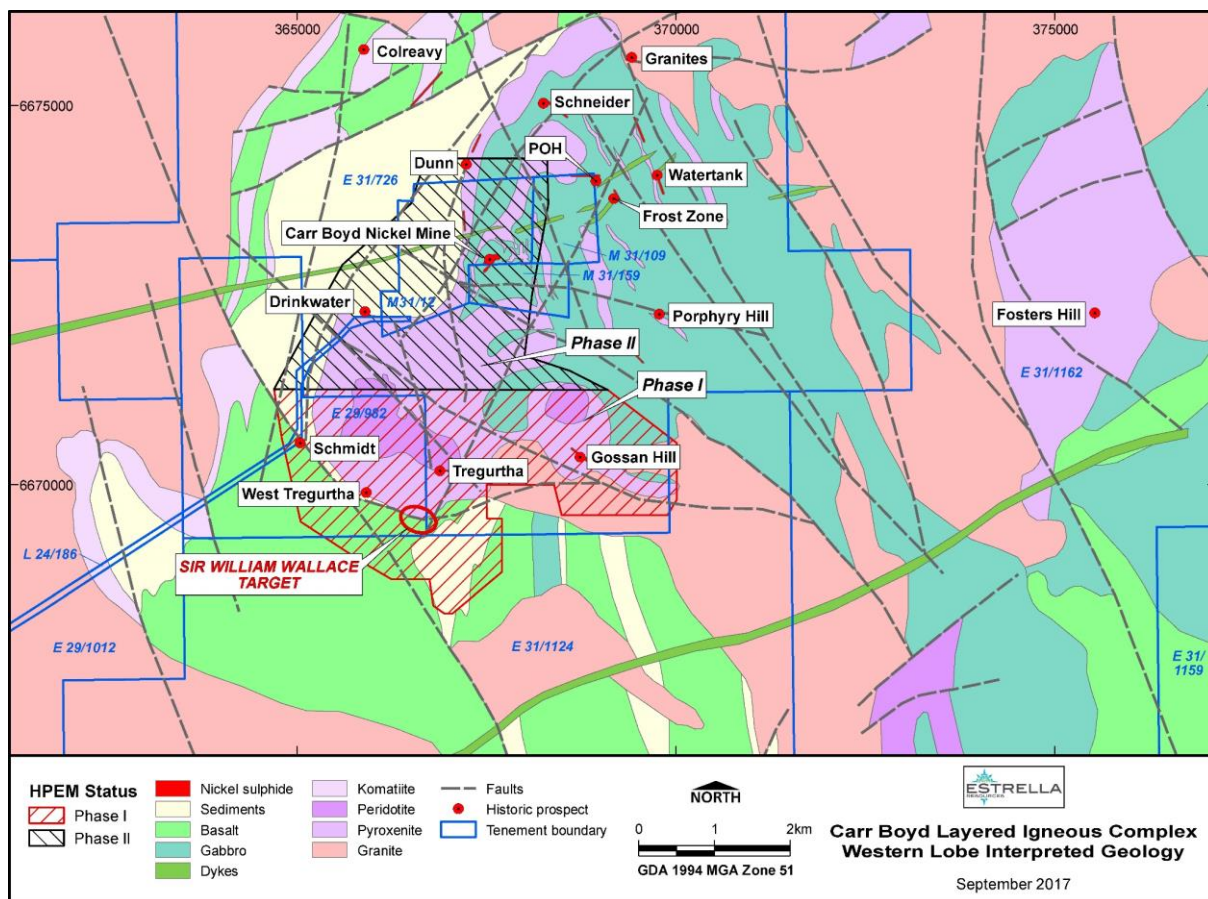 365000
370000
375000
Colreavy
Granites
6675000
Schneider
Dunn
POH
Watertank
E 31/726
Frost Zone
Carr Boyd Nickel Mine
M 31/109
M 31/159
Drinkwater
M31/12
Porphyry Hill
Fosters Hill
Phase II
Phase I
E 31/1162
E 29/982
Schmidt
Tregurtha
Gossan Hill
6670000
West Tregurtha
L 24/186
SIR WILLIAM WALLACE
TARGET
E 29/1012
E 31/1124
E 31/
1159
HPEM Status
Phase I
Phase II
Nickel sulphide
Sediments
Basalt
Gabbro
Dykes
Komatiite
Peridotite
Pyroxenite
Granite
Faults
Historic prospect
Tenement boundary
NORTH
0 1 2km
GDA 1994 MGA Zone 51
ESTRELLA
RESOURCES
Carr Boyd Layered Igneous Complex
Western Lobe Interpreted Geology
September 2017